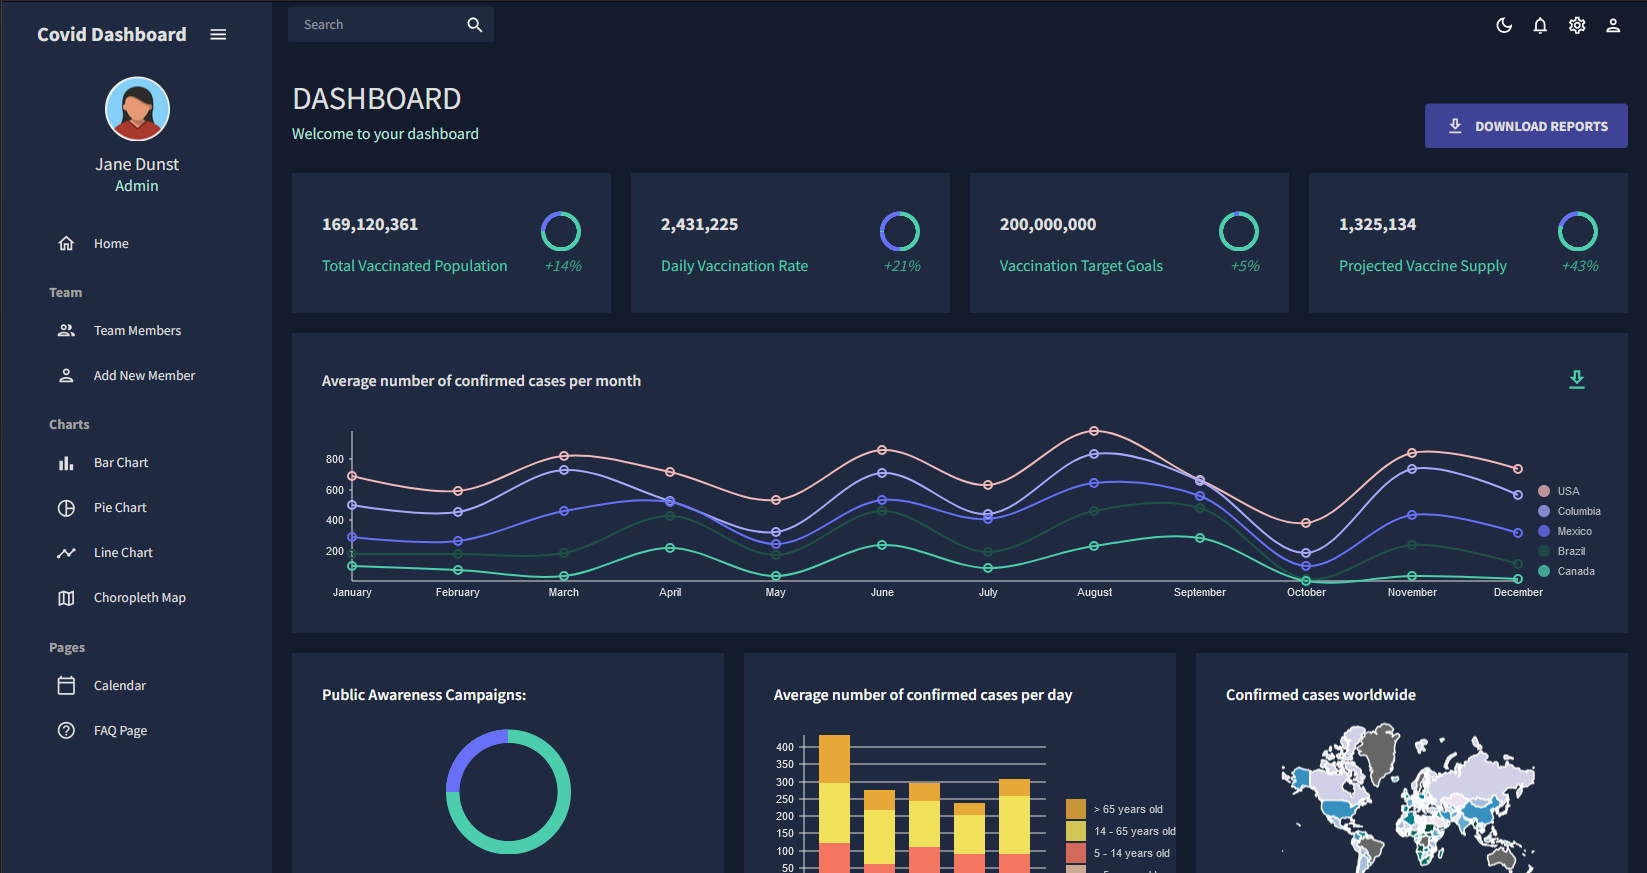 Covid Dashboard
Search
Jane Dunst
Admin
Home
Team
Team Members
Add New Member
Charts
Bar Chart
Pie Chart
Line Chart
Choropleth Map
Pages
Calendar
FAQ Page
DASHBOARD
Welcome to your dashboard
DOWNLOAD REPORTS
169,120,361
Total Vaccinated Population
+14%
2,431,225
Daily Vaccination Rate
+21%
200,000,000
Vaccination Target Goals
+5%
1,325,134
Projected Vaccine Supply
+43%
Average number of confirmed cases per month
800
600
400
200
January February March April May June July August September October November December
USA
Columbia
Mexico
Brazil
Canada
Public Awareness Campaigns:
Average number of confirmed cases per day
400
350
300
250
200
150
100
50
> 65 years old
14 - 65 years old
5 - 14 years old
Confirmed cases worldwide